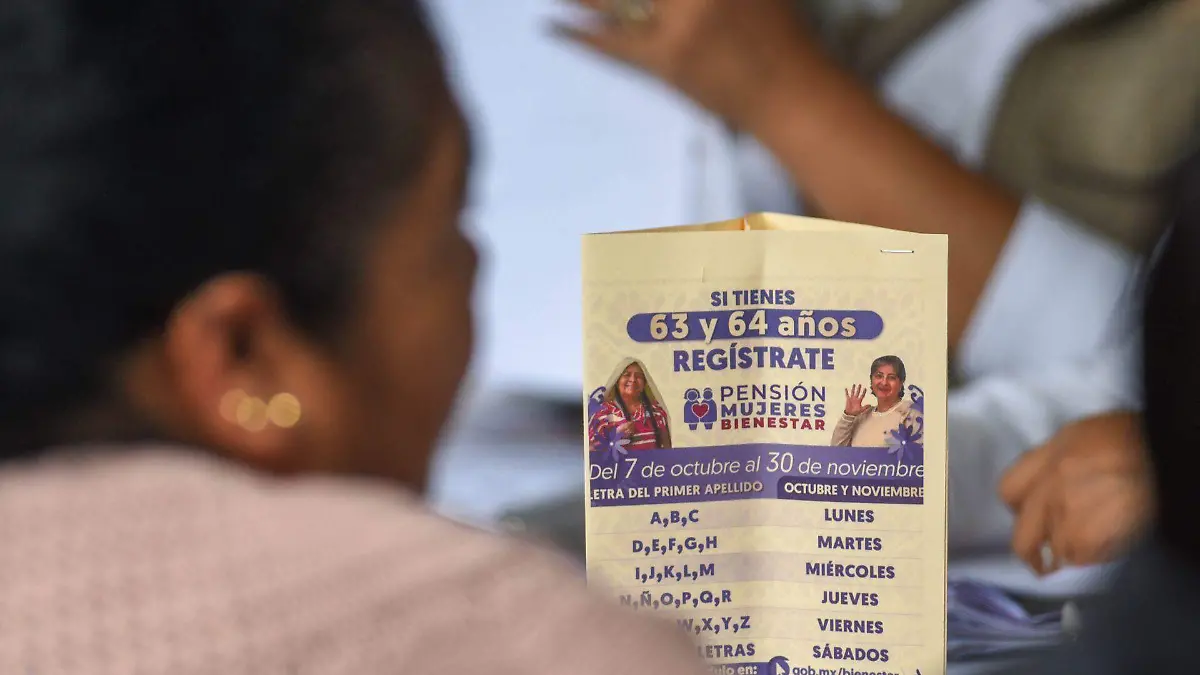 SI TIENES
63 y 64 años
REGÍSTRATE
PENSIÓN
MUJERES
BIENESTAR
Del 7 de octubre al 30 de noviembre
LETRA DEL PRIMER APELLIDO OCTUBRE Y NOVIEMBRE
A,B,C LUNES
D,E,F,G,H MARTES
I,J,K,L,M MIÉRCOLES
N,Ñ,O,P,Q,R JUEVES
W,X,Y,Z VIERNES
LETRAS SÁBADOS
en: gob.mx/bienestar